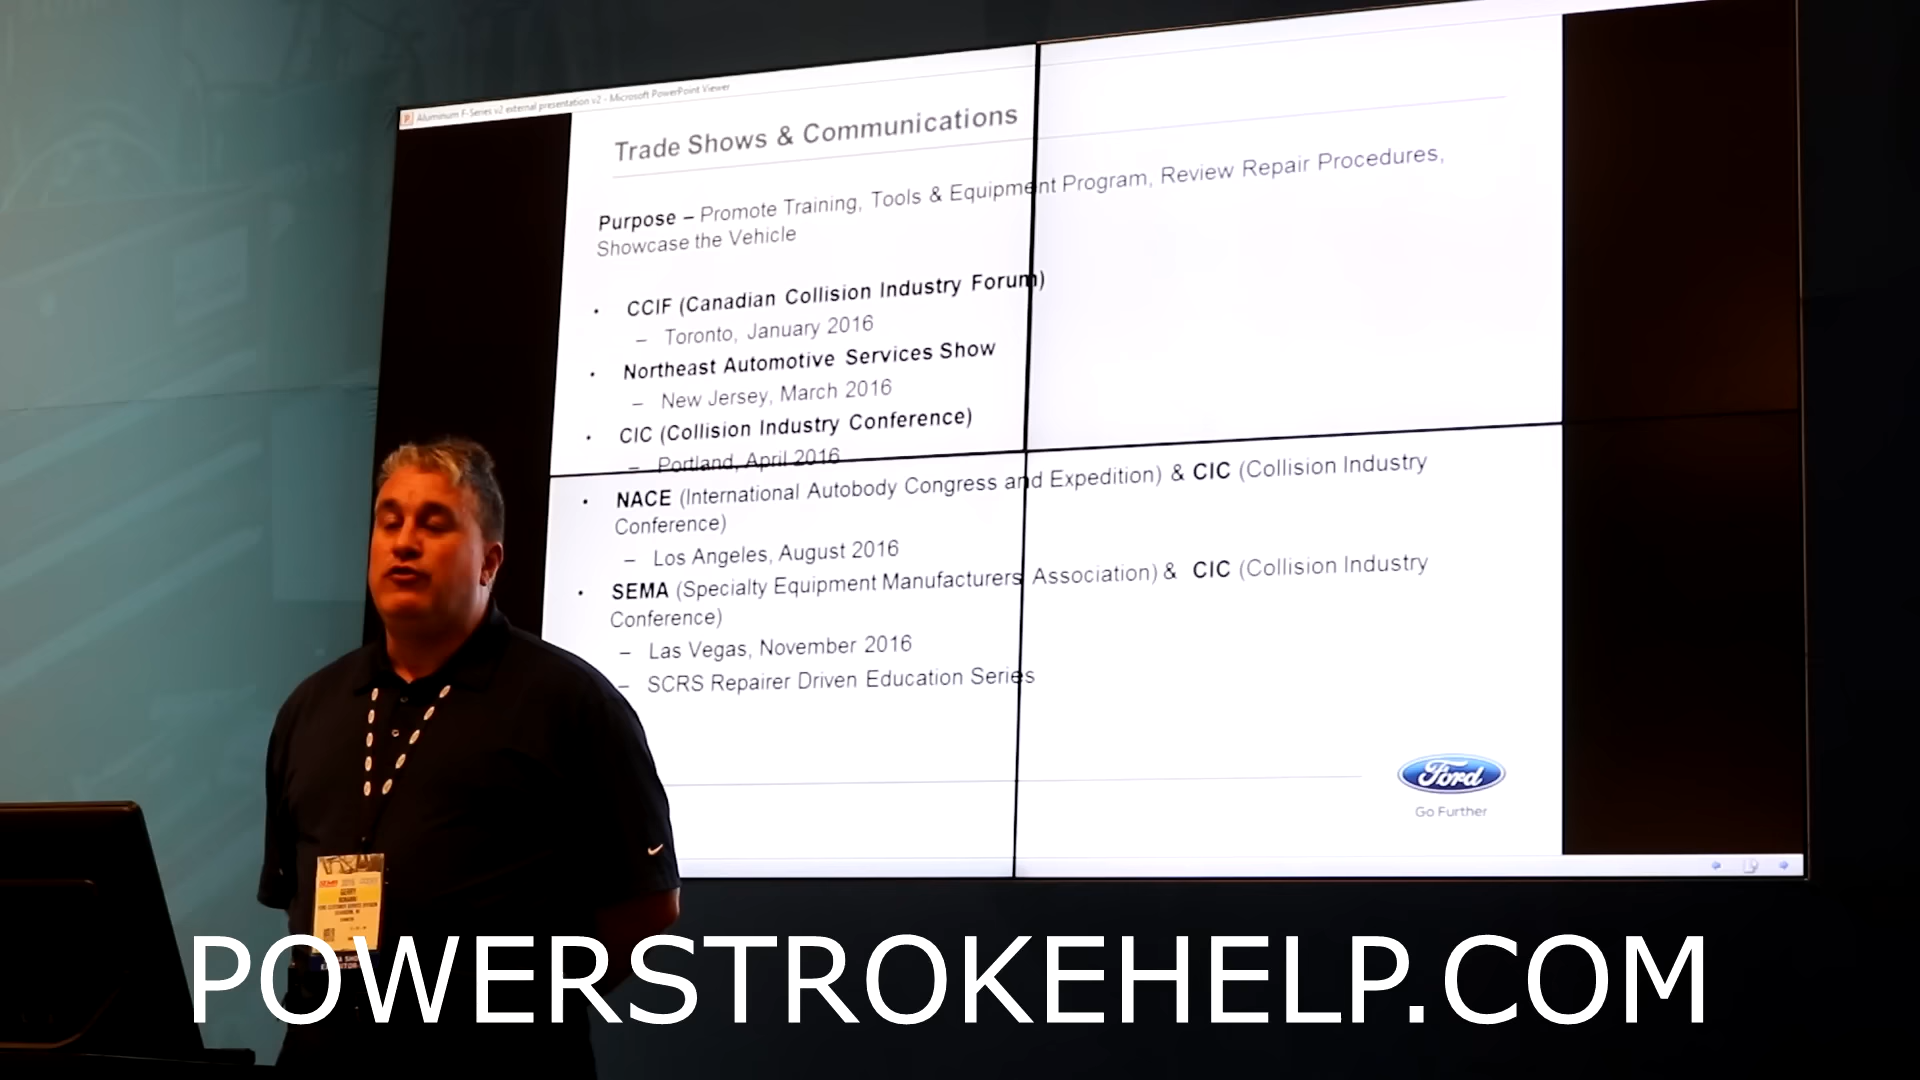 Aluminum F-Series v2 external presentation v2 - Microsoft PowerPoint Viewer
Trade Shows & Communications
Purpose – Promote Training, Tools & Equipment Program, Review Repair Procedures,
Showcase the Vehicle
• CCIF (Canadian Collision Industry Forum)
– Toronto, January 2016
• Northeast Automotive Services Show
– New Jersey, March 2016
• CIC (Collision Industry Conference)
– Portland, April 2016
• NACE (International Autobody Congress and Expedition) & CIC (Collision Industry
Conference)
– Los Angeles, August 2016
• SEMA (Specialty Equipment Manufacturers Association) & CIC (Collision Industry
Conference)
– Las Vegas, November 2016
– SCRS Repairer Driven Education Series
Ford
Go Further
GERRY
POWERSTROKEHELP.COM